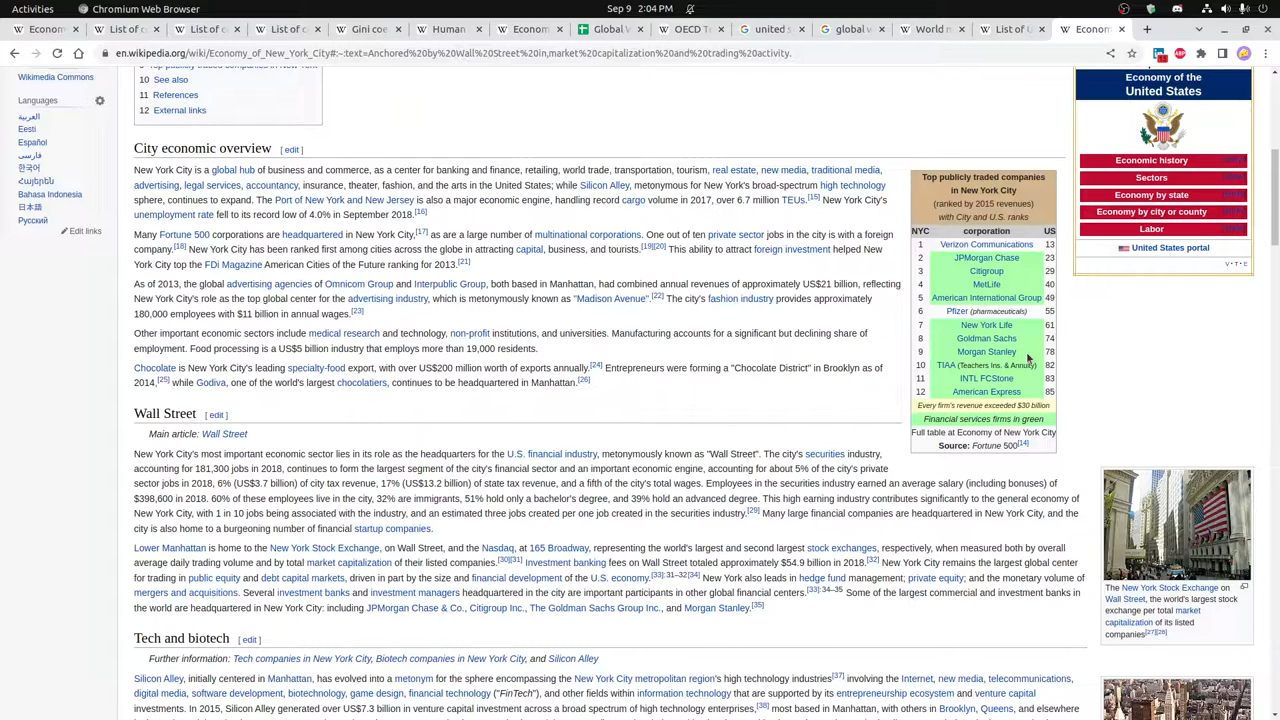 Activities
Sep 9 2:04 PM
List of c
List of c
Econom
Human
Econom
Global W
OECD T
united s
global w
World m
List of c
Econom
en.wikipedia.org/wiki/Economy_of_New_York_City#:~:text=Anchored%20by%20Wall%20Street%20in,market%20capitalization%20and%20trading%20activity.
Wikimedia Commons
Languages
العربية
Eesti
Español
فارسی
한국어
Հայերեն
Bahasa Indonesia
日本語
Русский
Edit links
10 See also
11 References
12 External links
City economic overview [ edit ]
New York City is a global hub of business and commerce, as a center for banking and finance, retailing, world trade, transportation, tourism, real estate, new media, traditional media,
advertising, legal services, accountancy, insurance, theater, fashion, and the arts in the United States; while Silicon Alley, metonymous for New York's broad-spectrum high technology
sphere, continues to expand. The Port of New York and New Jersey is also a major economic engine, handling record cargo volume in 2017, over 6.7 million TEUs.[15] New York City's
unemployment rate fell to its record low of 4.0% in September 2018.[16]
Many Fortune 500 corporations are headquartered in New York City,[17] as are a large number of multinational corporations. One out of ten private sector jobs in the city is with a foreign
company.[18] New York City has been ranked first among cities across the globe in attracting capital, business, and tourists.[19][20] This ability to attract foreign investment helped New
York City top the FDi Magazine American Cities of the Future ranking for 2013.[21]
As of 2013, the global advertising agencies of Omnicom Group and Interpublic Group, both based in Manhattan, had combined annual revenues of approximately US$21 billion, reflecting
New York City's role as the top global center for the advertising industry, which is metonymously known as "Madison Avenue".[22] The city's fashion industry provides approximately
180,000 employees with $11 billion in annual wages.[23]
Other important economic sectors include medical research and technology, non-profit institutions, and universities. Manufacturing accounts for a significant but declining share of
employment. Food processing is a US$5 billion industry that employs more than 19,000 residents.
Chocolate is New York City's leading specialty-food export, with over US$200 million worth of exports annually.[24] Entrepreneurs were forming a "Chocolate District" in Brooklyn as of
2014,[25] while Godiva, one of the world's largest chocolatiers, continues to be headquartered in Manhattan.[26]
Top publicly traded companies
in New York City
(ranked by 2015 revenues)
with City and U.S. ranks
NYC corporation US
1 Verizon Communications 13
2 JPMorgan Chase 23
3 Citigroup 29
4 MetLife 40
5 American International Group 49
6 Pfizer (pharmaceuticals) 55
7 New York Life 61
8 Goldman Sachs 74
9 Morgan Stanley 78
10 TIAA (Teachers Ins. & Annuity) 82
11 INTL FCStone 83
12 American Express 85
Every firm's revenue exceeded $30 billion
Financial services firms in green
Full table at Economy of New York City
Source: Fortune 500[14]
Wall Street [ edit ]
Main article: Wall Street
New York City's most important economic sector lies in its role as the headquarters for the U.S. financial industry, metonymously known as "Wall Street". The city's securities industry,
accounting for 181,300 jobs in 2018, continues to form the largest segment of the city's financial sector and an important economic engine, accounting for about 5% of the city's private
sector jobs in 2018, 6% (US$3.7 billion) of city tax revenue, 17% (US$13.2 billion) of state tax revenue, and a fifth of the city's total wages. Employees in the securities industry earned an average salary (including bonuses) of
$398,600 in 2018. 60% of these employees live in the city, 32% are immigrants, 51% hold only a bachelor's degree, and 39% hold an advanced degree. This high earning industry contributes significantly to the general economy of
New York City, with 1 in 10 jobs being associated with the industry, and an estimated three jobs created per one job created in the securities industry.[29] Many large financial companies are headquartered in New York City, and the
city is also home to a burgeoning number of financial startup companies.
Lower Manhattan is home to the New York Stock Exchange, on Wall Street, and the Nasdaq, at 165 Broadway, representing the world's largest and second largest stock exchanges, respectively, when measured both by overall
average daily trading volume and by total market capitalization of their listed companies.[30][31] Investment banking fees on Wall Street totaled approximately $54.9 billion in 2018.[32] New York City remains the largest global center
for trading in public equity and debt capital markets, driven in part by the size and financial development of the U.S. economy.[33]: 31–32[34] New York also leads in hedge fund management; private equity; and the monetary volume of
mergers and acquisitions. Several investment banks and investment managers headquartered in the city are important participants in other global financial centers.[33]: 34–35 Some of the largest commercial and investment banks in
the world are headquartered in New York City: including JPMorgan Chase & Co., Citigroup Inc., The Goldman Sachs Group Inc., and Morgan Stanley.[35]
Tech and biotech [ edit ]
Further information: Tech companies in New York City, Biotech companies in New York City, and Silicon Alley
Silicon Alley, initially centered in Manhattan, has evolved into a metonym for the sphere encompassing the New York City metropolitan region's high technology industries[37] involving the Internet, new media, telecommunications,
digital media, software development, biotechnology, game design, financial technology ("FinTech"), and other fields within information technology that are supported by its entrepreneurship ecosystem and venture capital
investments. In 2015, Silicon Alley generated over US$7.3 billion in venture capital investment across a broad spectrum of high technology enterprises,[38] most based in Manhattan, with others in Brooklyn, Queens, and elsewhere
Economy of the
United States
Economic history
Sectors
Economy by state
Economy by city or county
Labor
United States portal
V · T · E
The New York Stock Exchange on
Wall Street, the world's largest stock
exchange per total market
capitalization of its listed
companies[27][28]